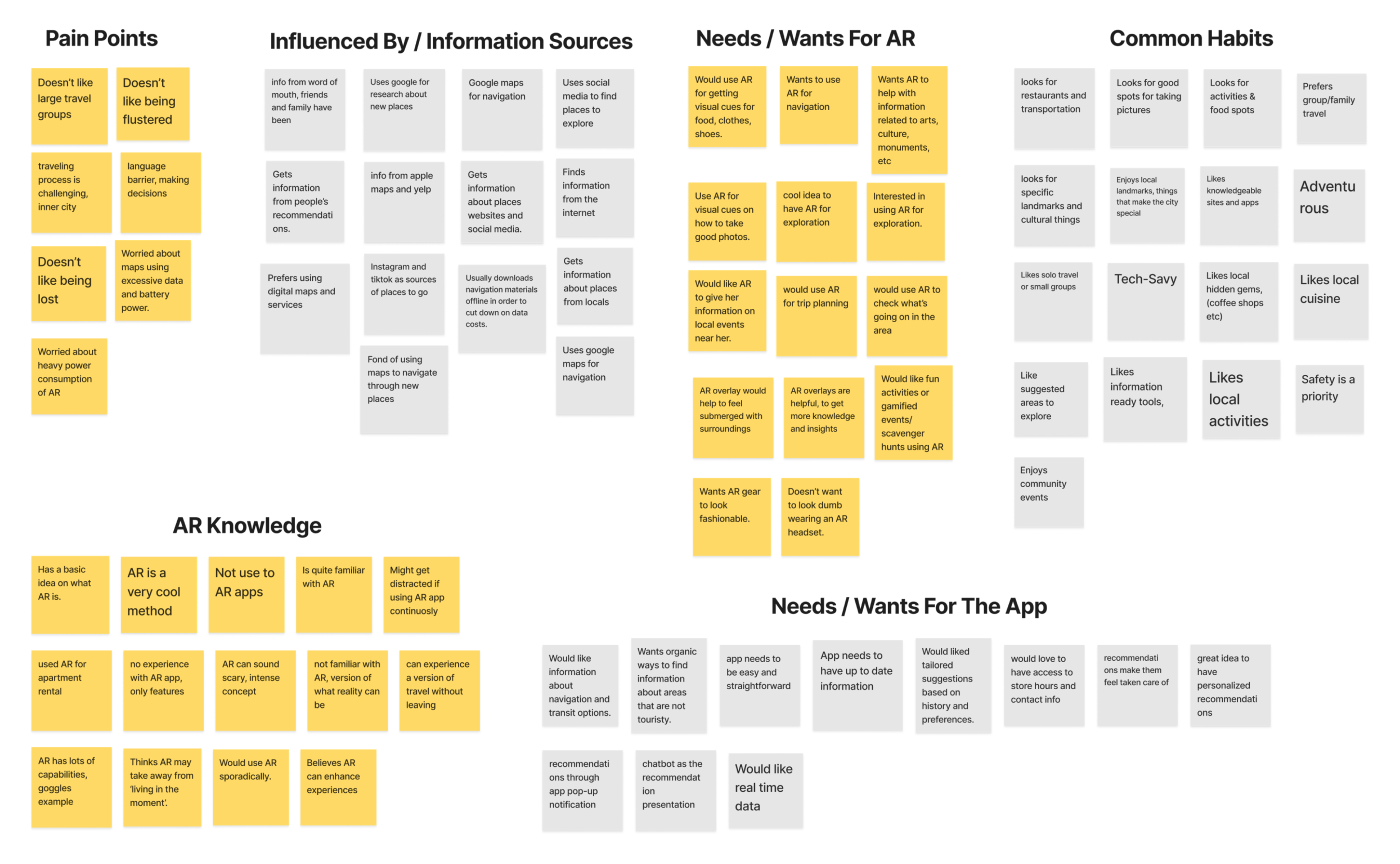 Pain Points
Doesn't like
large travel
groups
Doesn't
like being
flustered
traveling
process is
challenging,
inner city
language
barrier, making
decisions
Doesn't
like being
lost
Worried about
maps using
excessive data
and battery
power.
Worried about
heavy power
consumption
of AR
Influenced By / Information Sources
info from word of
mouth, friends
and family have
been
Uses google for
research about
new places
Google maps
for navigation
Uses social
media to find
places to
explore
Gets
information
from people's
recommendati
ons.
info from apple
maps and yelp
Gets
information
about places
websites and
social media.
Finds
information
from the
internet
Prefers using
digital maps and
services
Instagram and
tiktok as sources
of places to go
Usually downloads
navigation materials
offline in order to
cut down on data
costs.
Gets
information
about places
from locals
Fond of using
maps to navigate
through new
places
Uses google
maps for
navigation
Needs / Wants For AR
Would use AR
for getting
visual cues for
food, clothes,
shoes.
Wants to use
AR for
navigation
Wants AR to
help with
information
related to arts,
culture,
monuments,
etc
Use AR for
visual cues on
how to take
good photos.
cool idea to
have AR for
exploration
Interested in
using AR for
exploration.
Would like AR
to give her
information on
local events
near her.
would use AR
for trip planning
would use AR to
check what's
going on in the
area
AR overlay would
help to feel
submerged with
surroundings
AR overlays are
helpful, to get
more knowledge
and insights
Would like fun
activities or
gamified
events/
scavenger
hunts using AR
Wants AR gear
to look
fashionable.
Doesn't want
to look dumb
wearing an AR
headset.
Common Habits
looks for
restaurants and
transportation
Looks for good
spots for taking
pictures
Looks for
activities &
food spots
Prefers
group/family
travel
looks for
specific
landmarks and
cultural things
Enjoys local
landmarks, things
that make the city
special
Likes
knowledgeable
sites and apps
Adventu
rous
Likes solo travel
or small groups
Tech-Savy
Likes local
hidden gems,
(coffee shops
etc)
Likes local
cuisine
Like
suggested
areas to
explore
Likes
information
ready tools,
Likes
local
activities
Safety is a
priority
Enjoys
community
events
AR Knowledge
Has a basic
idea on what
AR is.
AR is a
very cool
method
Not use to
AR apps
Is quite familiar
with AR
Might get
distracted if
using AR app
continuosly
used AR for
apartment
rental
no experience
with AR app,
only features
AR can sound
scary, intense
concept
not familiar with
AR, version of
what reality can
be
can experience
a version of
travel without
leaving
AR has lots of
capabilities,
goggles
example
Thinks AR may
take away from
'living in the
moment'.
Would use AR
sporadically.
Believes AR
can enhance
experiences
Needs / Wants For The App
Would like
information
about
navigation and
transit options.
Wants organic
ways to find
information
about areas
that are not
touristy.
app needs to
be easy and
straightforward
App needs to
have up to date
information
Would liked
tailored
suggestions
based on
history and
preferences.
would love to
have access to
store hours and
contact info
recommendati
ons make them
feel taken care of
great idea to
have
personalized
recommendati
ons
recommendati
ons through
app pop-up
notification
chatbot as the
recommendat
ion
presentation
Would like
real time
data